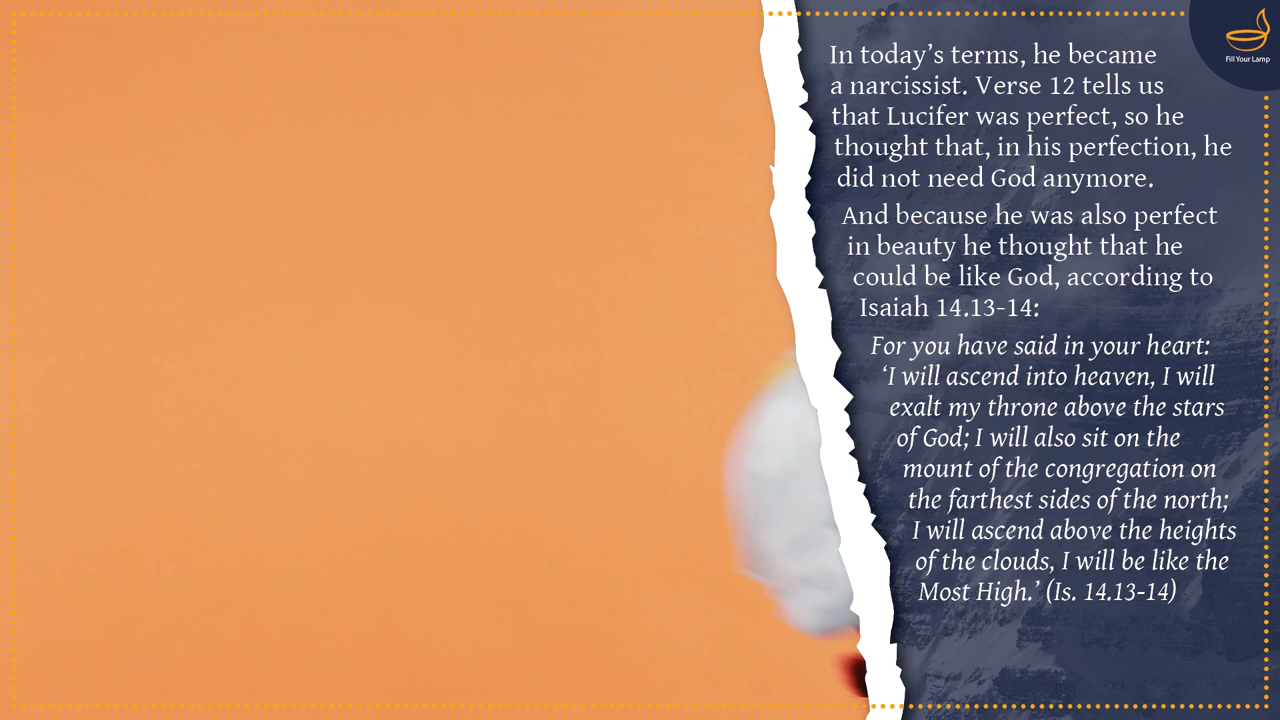 Fill Your Lamp
In today’s terms, he became
a narcissist. Verse 12 tells us
that Lucifer was perfect, so he
thought that, in his perfection, he
did not need God anymore.
And because he was also perfect
in beauty he thought that he
could be like God, according to
Isaiah 14.13-14:
For you have said in your heart:
‘I will ascend into heaven, I will
exalt my throne above the stars
of God; I will also sit on the
mount of the congregation on
the farthest sides of the north;
I will ascend above the heights
of the clouds, I will be like the
Most High.’ (Is. 14.13-14)